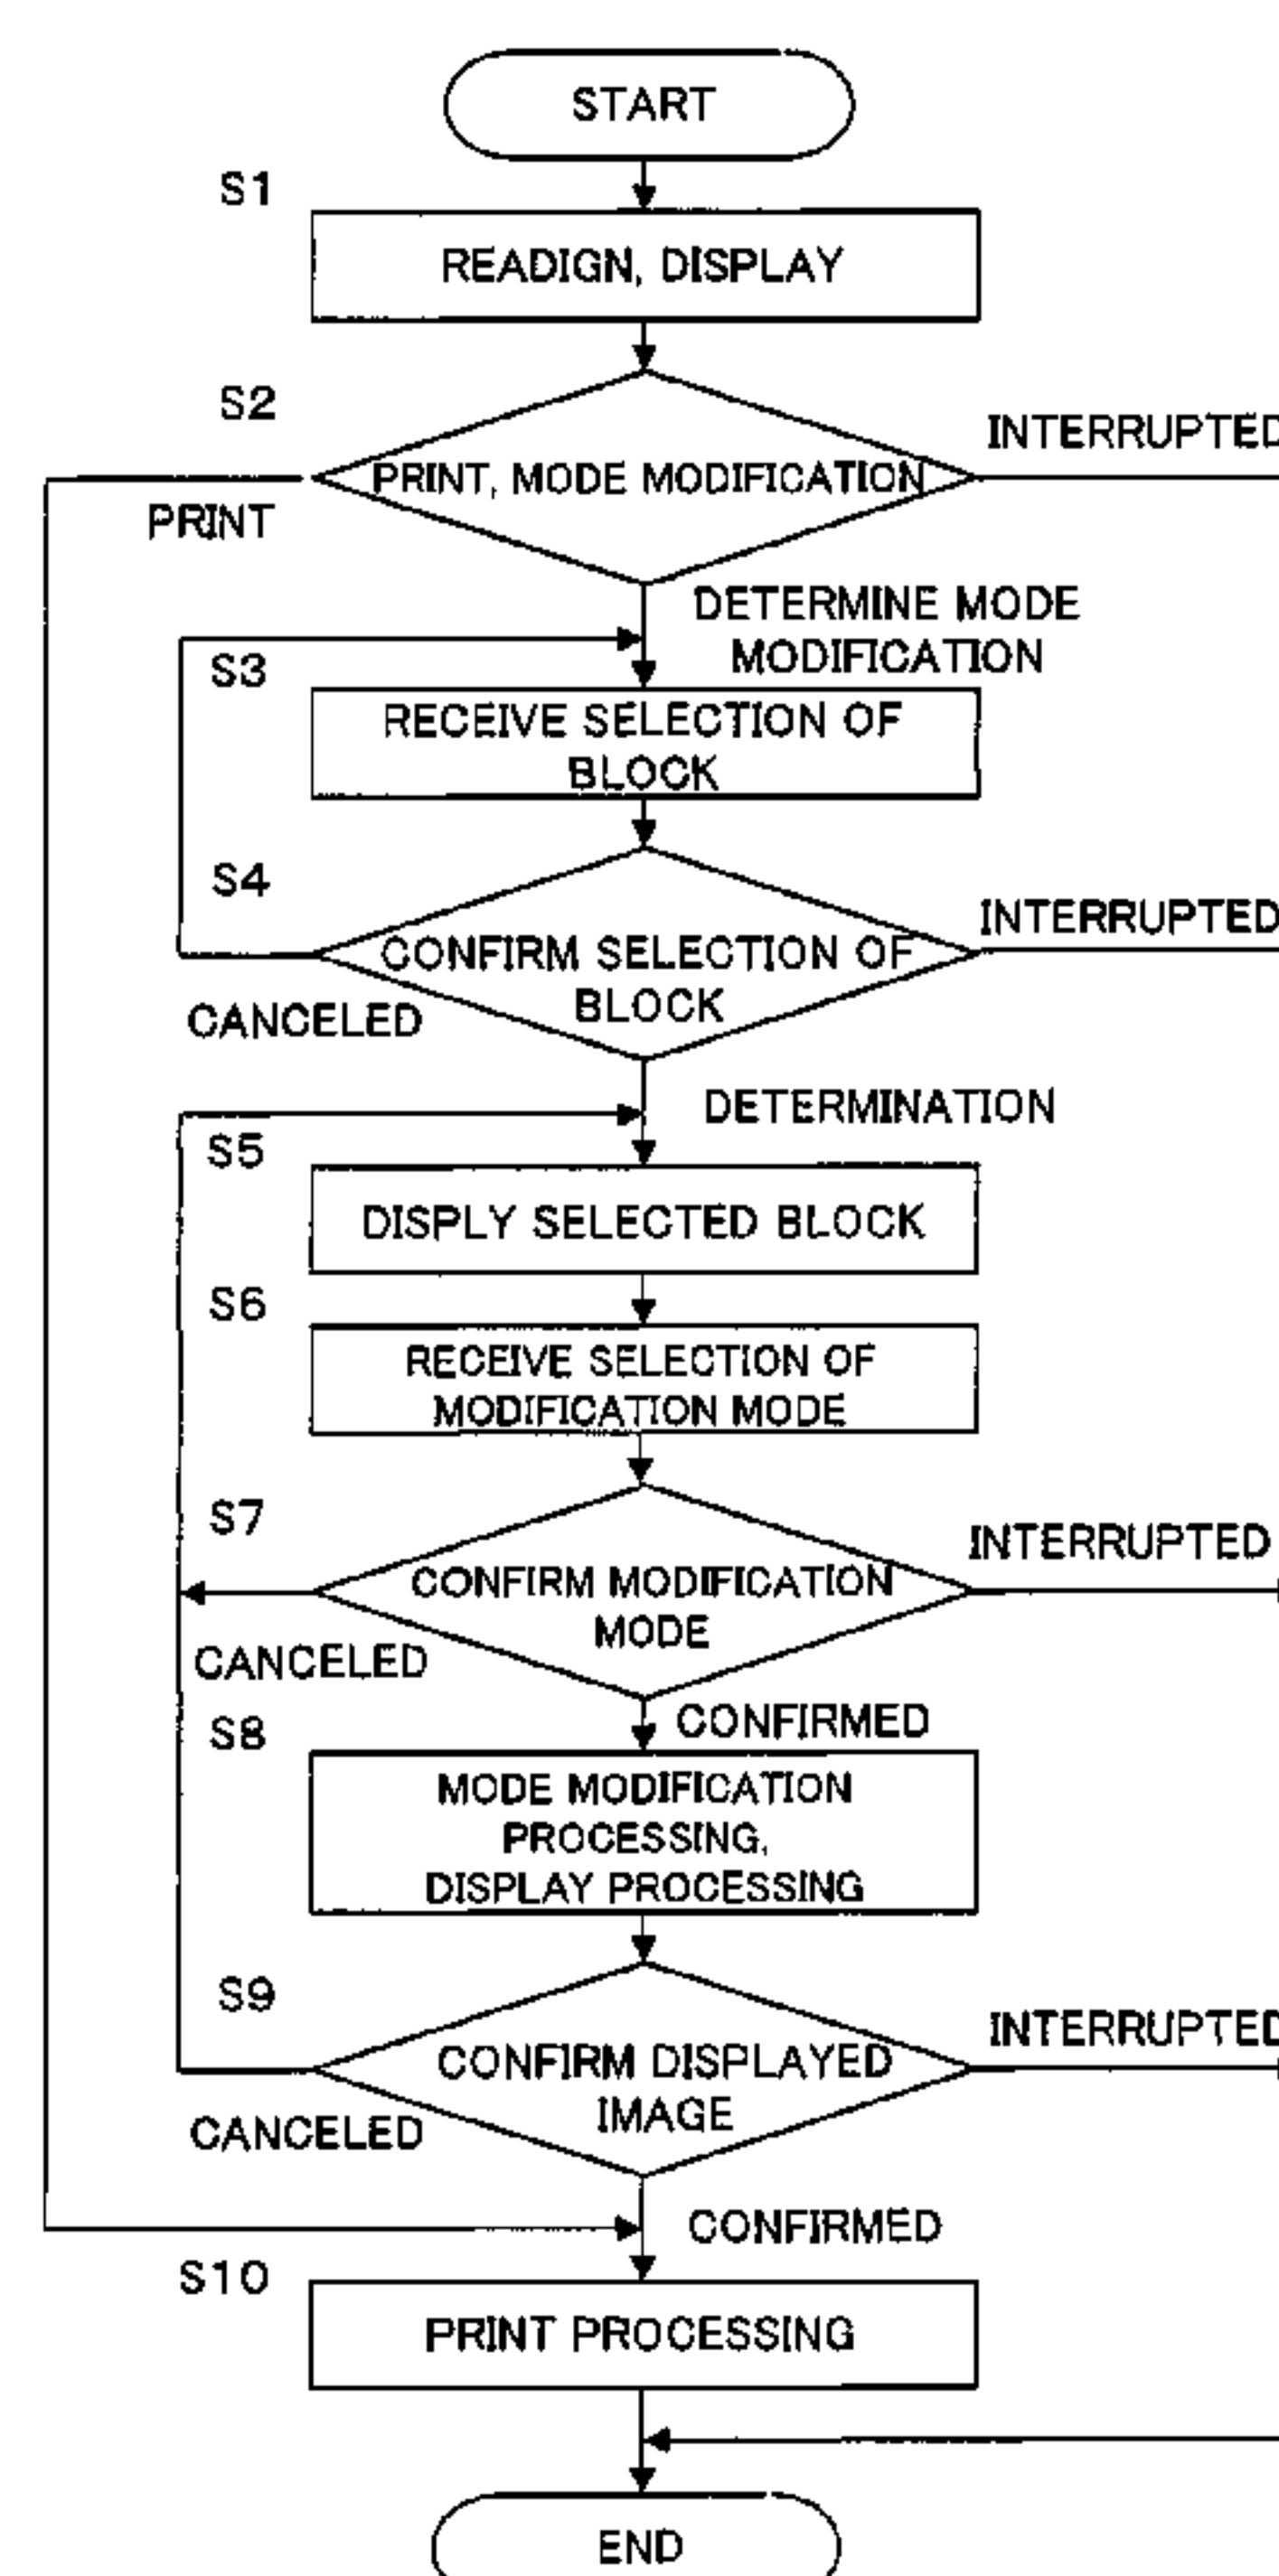 START
S1
READIGN, DISPLAY
S2
INTERRUPTED
PRINT, MODE MODIFICATION
PRINT
DETERMINE MODE
MODIFICATION
S3
RECEIVE SELECTION OF
BLOCK
S4
INTERRUPTED
CONFIRM SELECTION OF
BLOCK
CANCELED
DETERMINATION
S5
DISPLY SELECTED BLOCK
S6
RECEIVE SELECTION OF
MODIFICATION MODE
S7
INTERRUPTED
CONFIRM MODIFICATION
MODE
CANCELED
CONFIRMED
S8
MODE MODIFICATION
PROCESSING,
DISPLAY PROCESSING
S9
INTERRUPTED
CONFIRM DISPLAYED
IMAGE
CANCELED
CONFIRMED
S10
PRINT PROCESSING
END